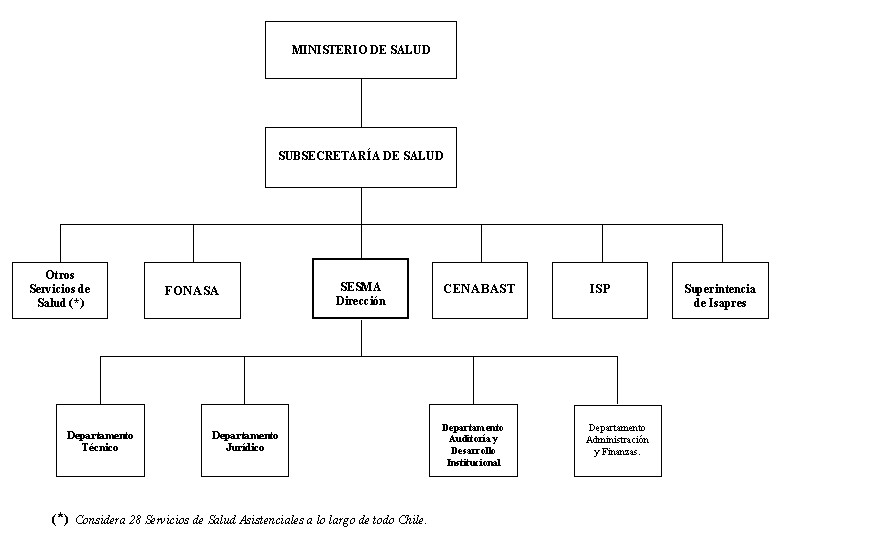 MINISTERIO DE SALUD
SUBSECRETARÍA DE SALUD
Otros
Servicios de
Salud (*)
FONASA
SESMA
Dirección
CENABAST
ISP
Superintencia
de Isapres
Departamento
Técnico
Departamento
Jurídico
Departamento
Auditoría y
Desarrollo
Institucional
Departamento
Administración
y Finanzas.
(*) Considera 28 Servicios de Salud Asistenciales a lo largo de todo Chile.